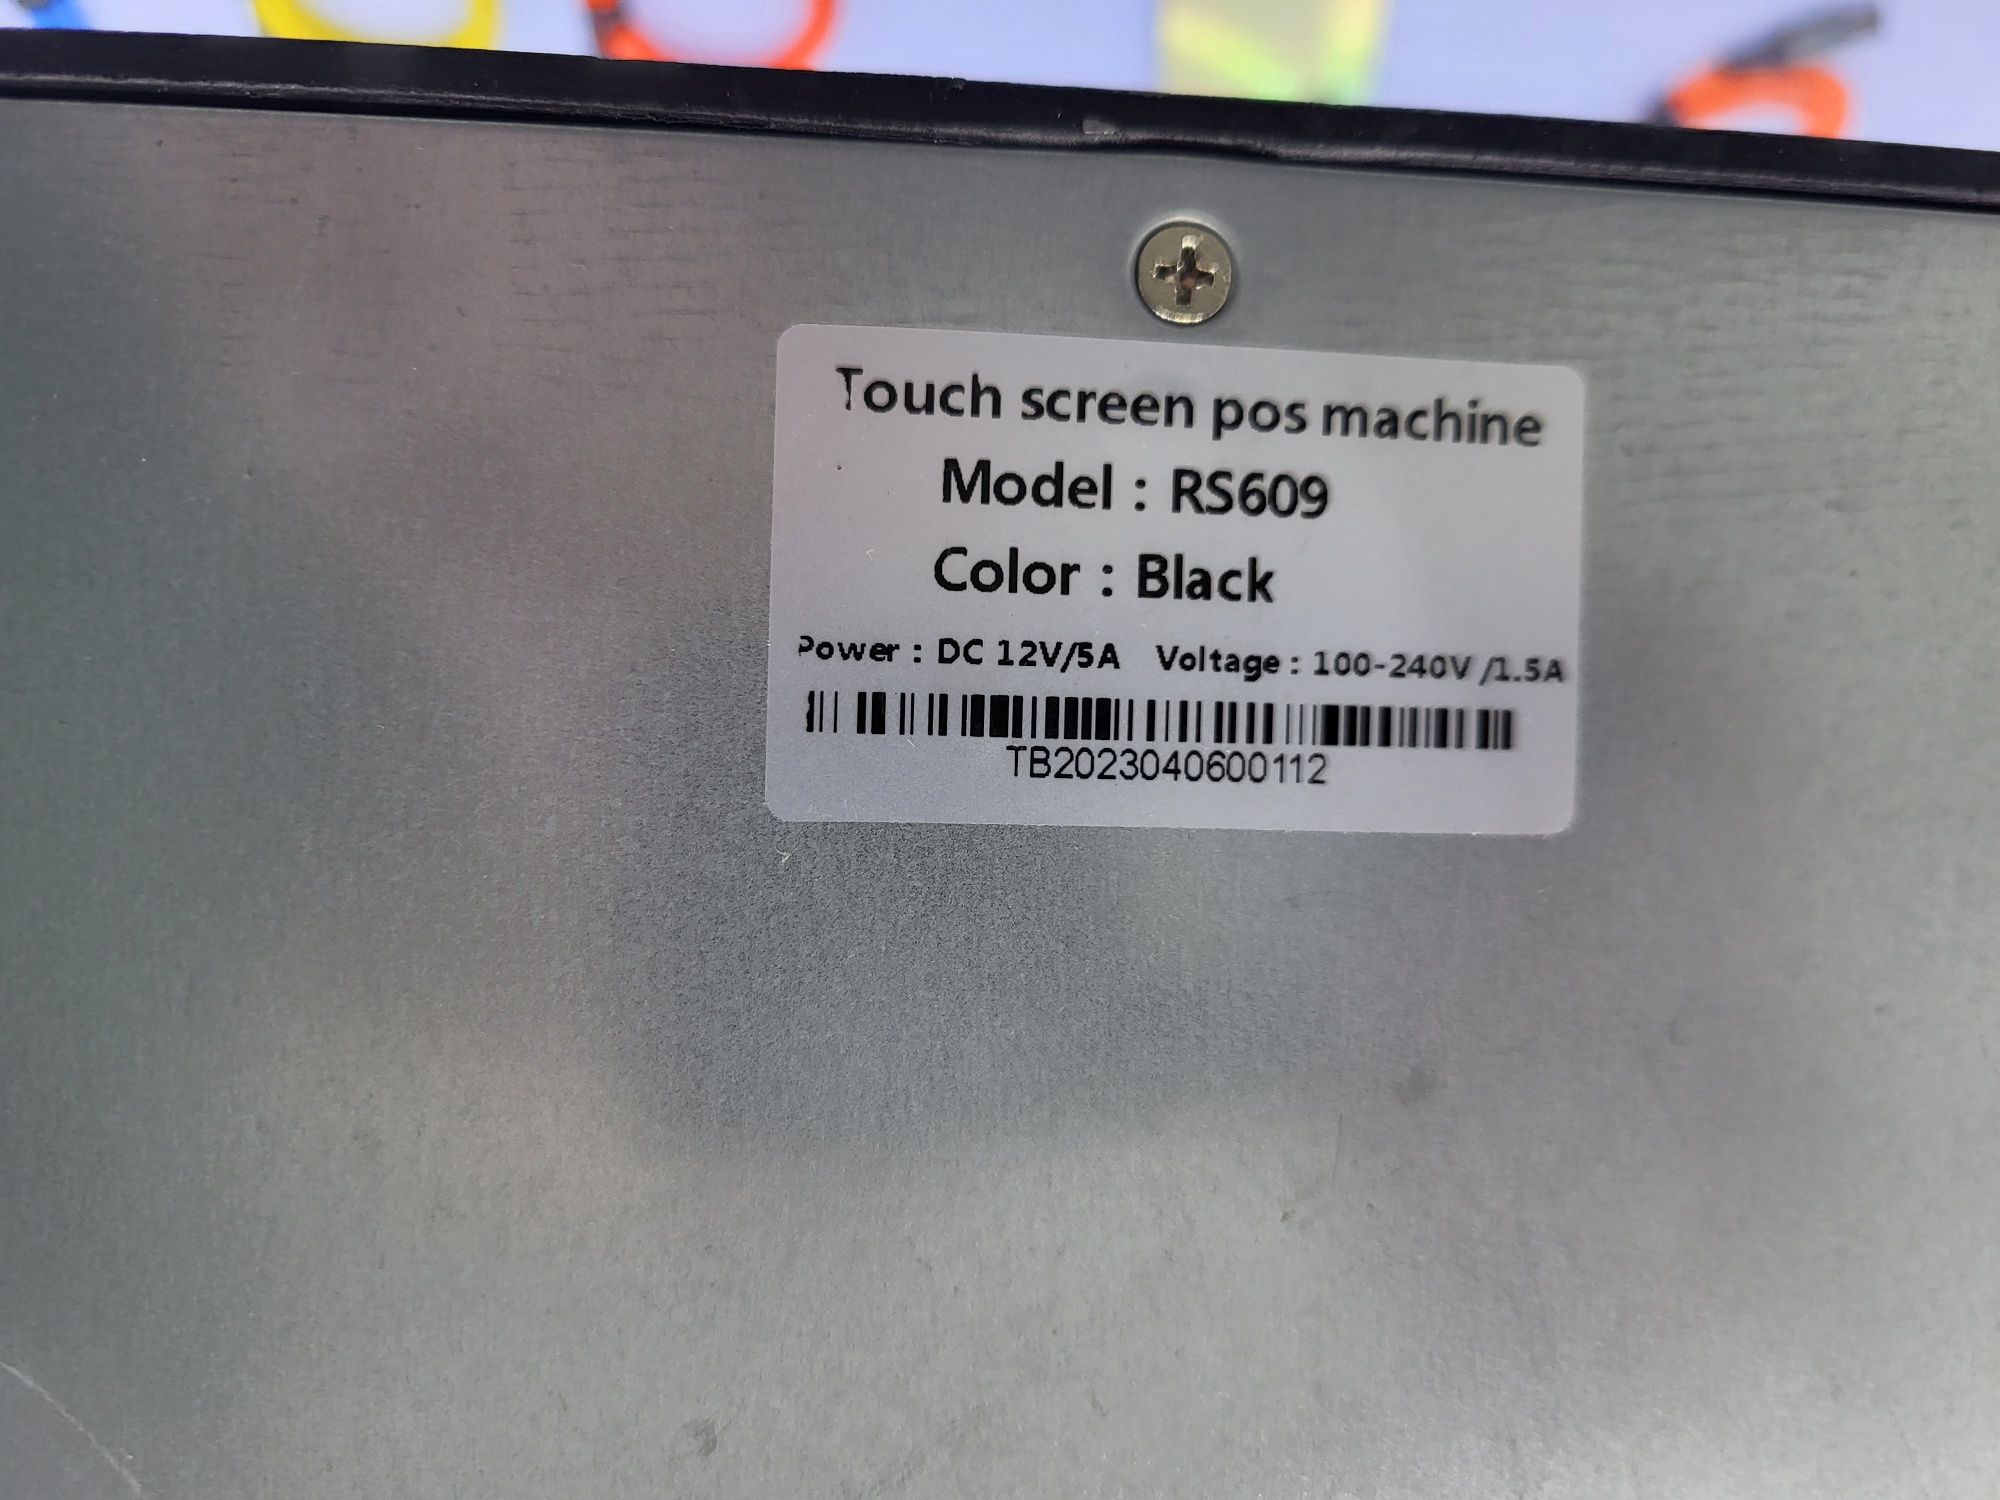 Touch screen pos machine
Model : RS609
Color : Black
Power : DC 12V/5A Voltage : 100-240V /1.5A
TB2023040600112